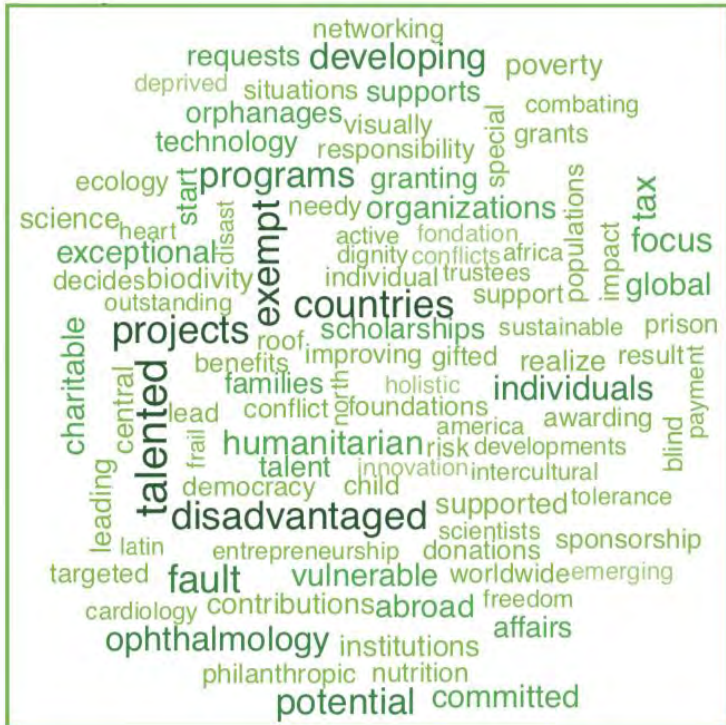 networking
requests developing poverty
deprived situations supports combating
orphanages visually special grants
technology responsibility
ecology start programs granting populations tax
science heart disast exempt needy organizations impact focus
exceptional active fondation
decides biodivity dignity conflicts africa global
outstanding individual trustees support
charitable projects countries
roof scholarships sustainable prison
central talented benefits improving gifted realize result payment
families north holistic individuals
lead conflict foundations america awarding blind
leading frail humanitarian risk developments
talent innovation intercultural
democracy child supported tolerance
disadvantaged scientists
latin entrepreneurship donations sponsorship
targeted fault vulnerable worldwide emerging
cardiology contributions abroad freedom
ophthalmology institutions affairs
philanthropic nutrition
potential committed